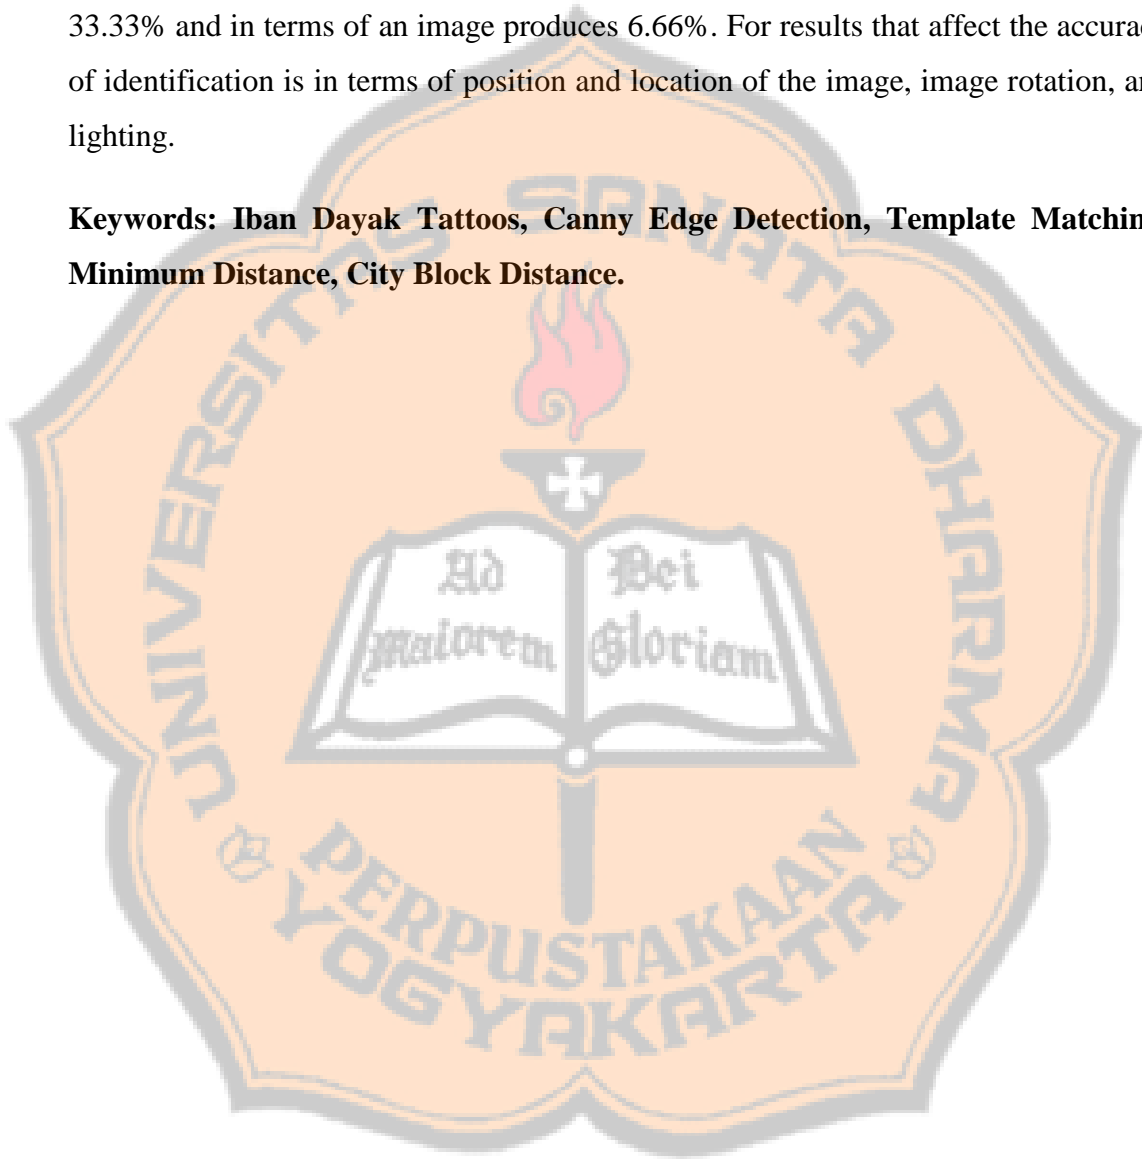 33.33% and in terms of an image produces 6.66%. For results that affect the accurac
of identification is in terms of position and location of the image, image rotation, an
lighting.
Keywords: Iban Dayak Tattoos, Canny Edge Detection, Template Matchin
Minimum Distance, City Block Distance.
UNIVERSITAS SANATA DHARMA
Ad Dei
Maiorem Gloriam
PERPUSTAKAAN
YOGYAKARTA